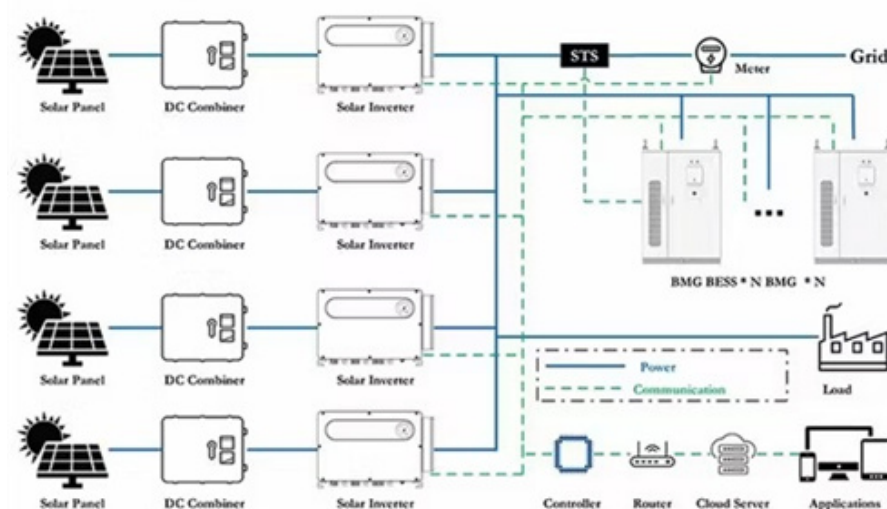 STS
Grid
Meter
Solar Panel
DC Combiner
Solar Inverter
Solar Panel
DC Combiner
Solar Inverter
BMG BESS * N BMG * N
Solar Panel
DC Combiner
Solar Inverter
Power
Communication
Load
Solar Panel
DC Combiner
Solar Inverter
Controller
Router
Cloud Server
Applications